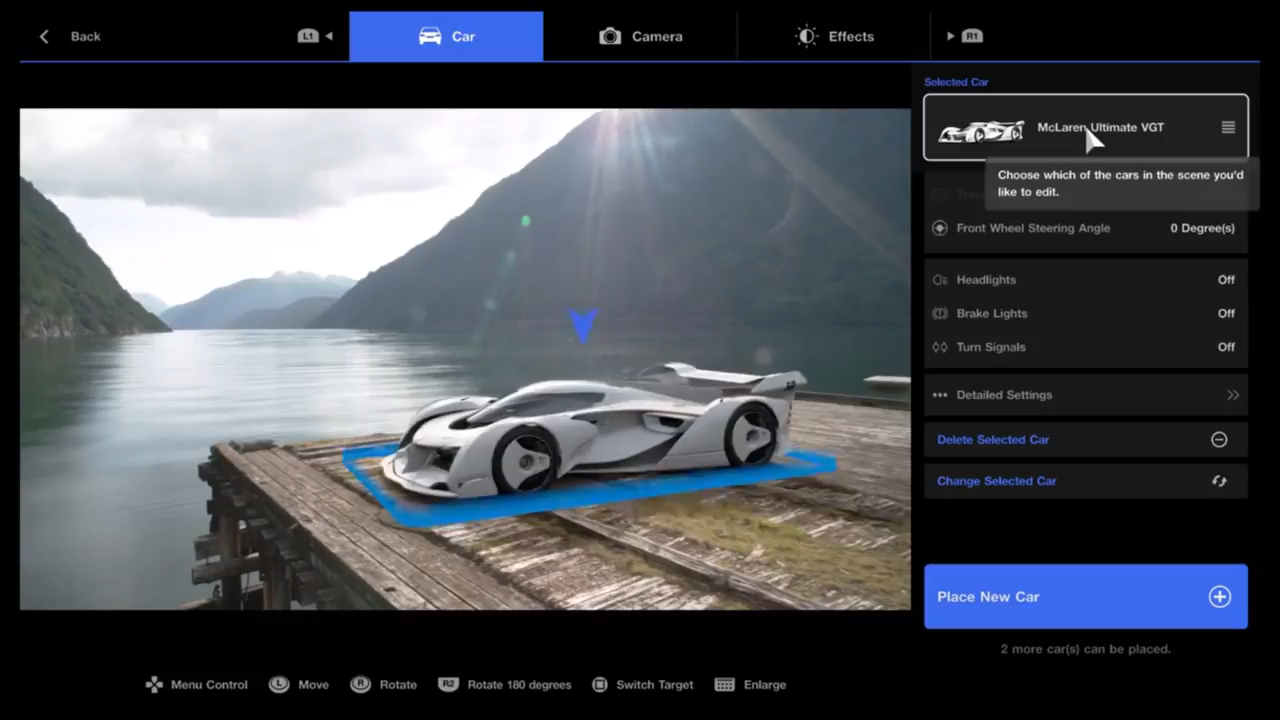 Back
L1
Car
Camera
Effects
R1
Selected Car
McLaren Ultimate VGT
Choose which of the cars in the scene you'd
like to edit.
Front Wheel Steering Angle 0 Degree(s)
Headlights Off
Brake Lights Off
Turn Signals Off
Detailed Settings
Delete Selected Car
Change Selected Car
Place New Car
2 more car(s) can be placed.
Menu Control
L Move
R Rotate
R2 Rotate 180 degrees
Switch Target
Enlarge